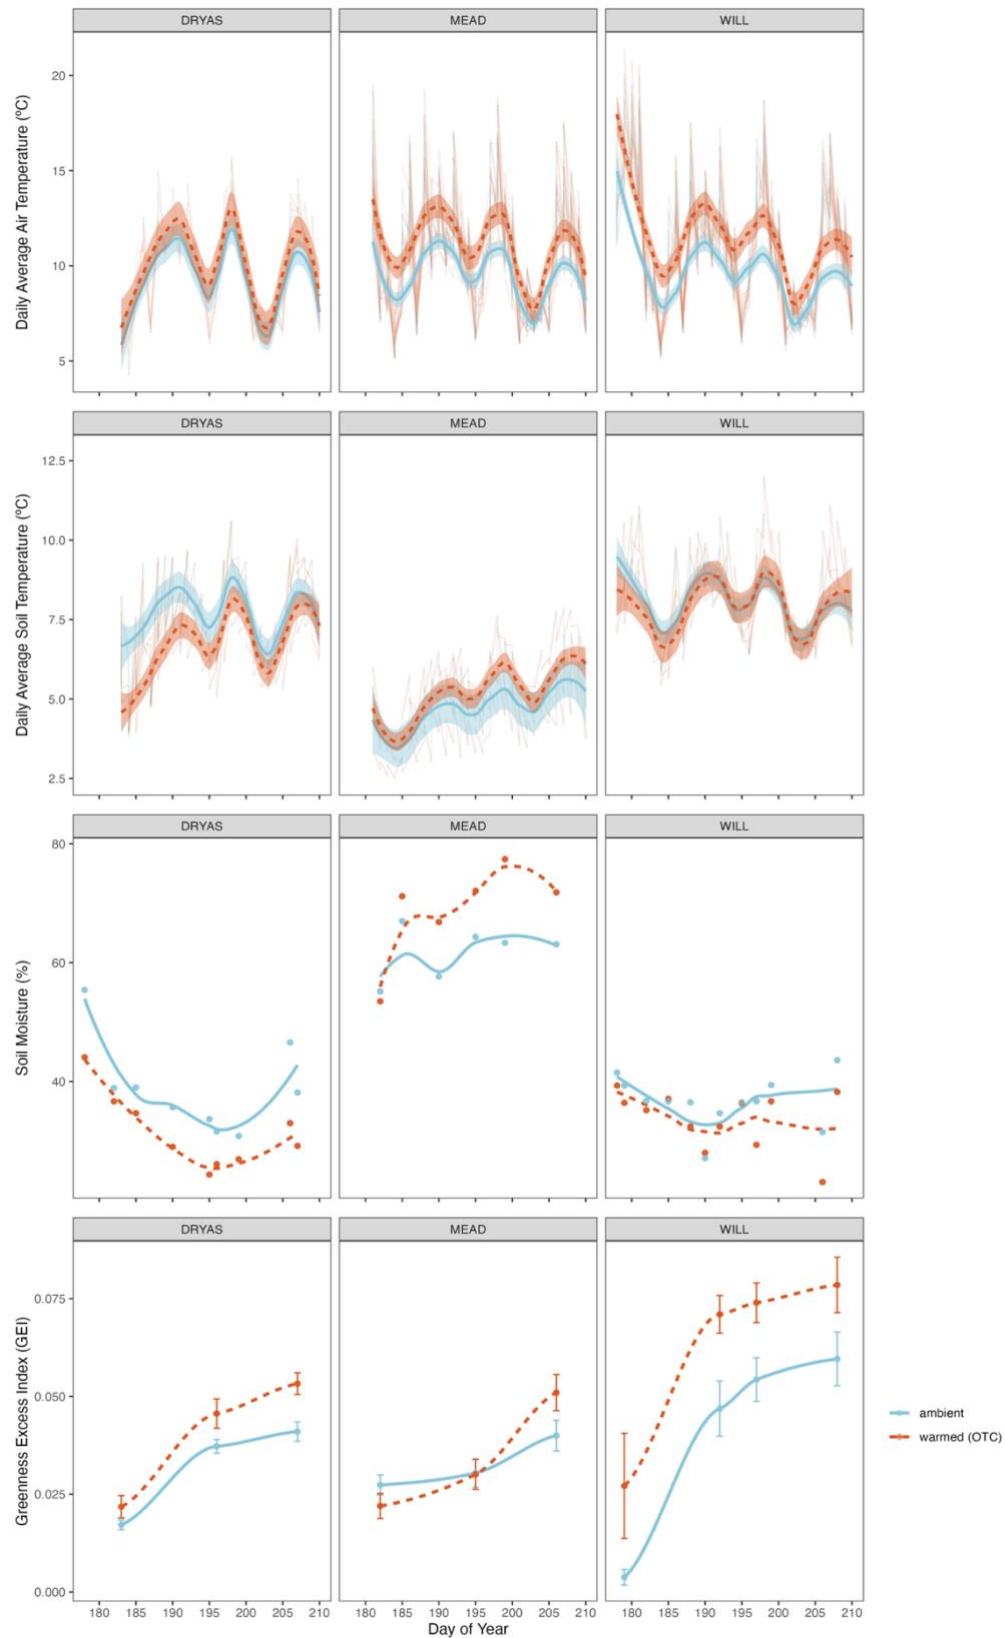 DRYAS MEAD WILL
Daily Average Air Temperature (ºC)
20
15
10
5
DRYAS MEAD WILL
Daily Average Soil Temperature (ºC)
12.5
10.0
7.5
5.0
2.5
DRYAS MEAD WILL
Soil Moisture (%)
80
60
40
DRYAS MEAD WILL
Greenness Excess Index (GEI)
0.075
0.050
0.025
0.000
ambient
warmed (OTC)
180 185 190 195 200 205 210 180 185 190 195 200 205 210 180 185 190 195 200 205 210
Day of Year